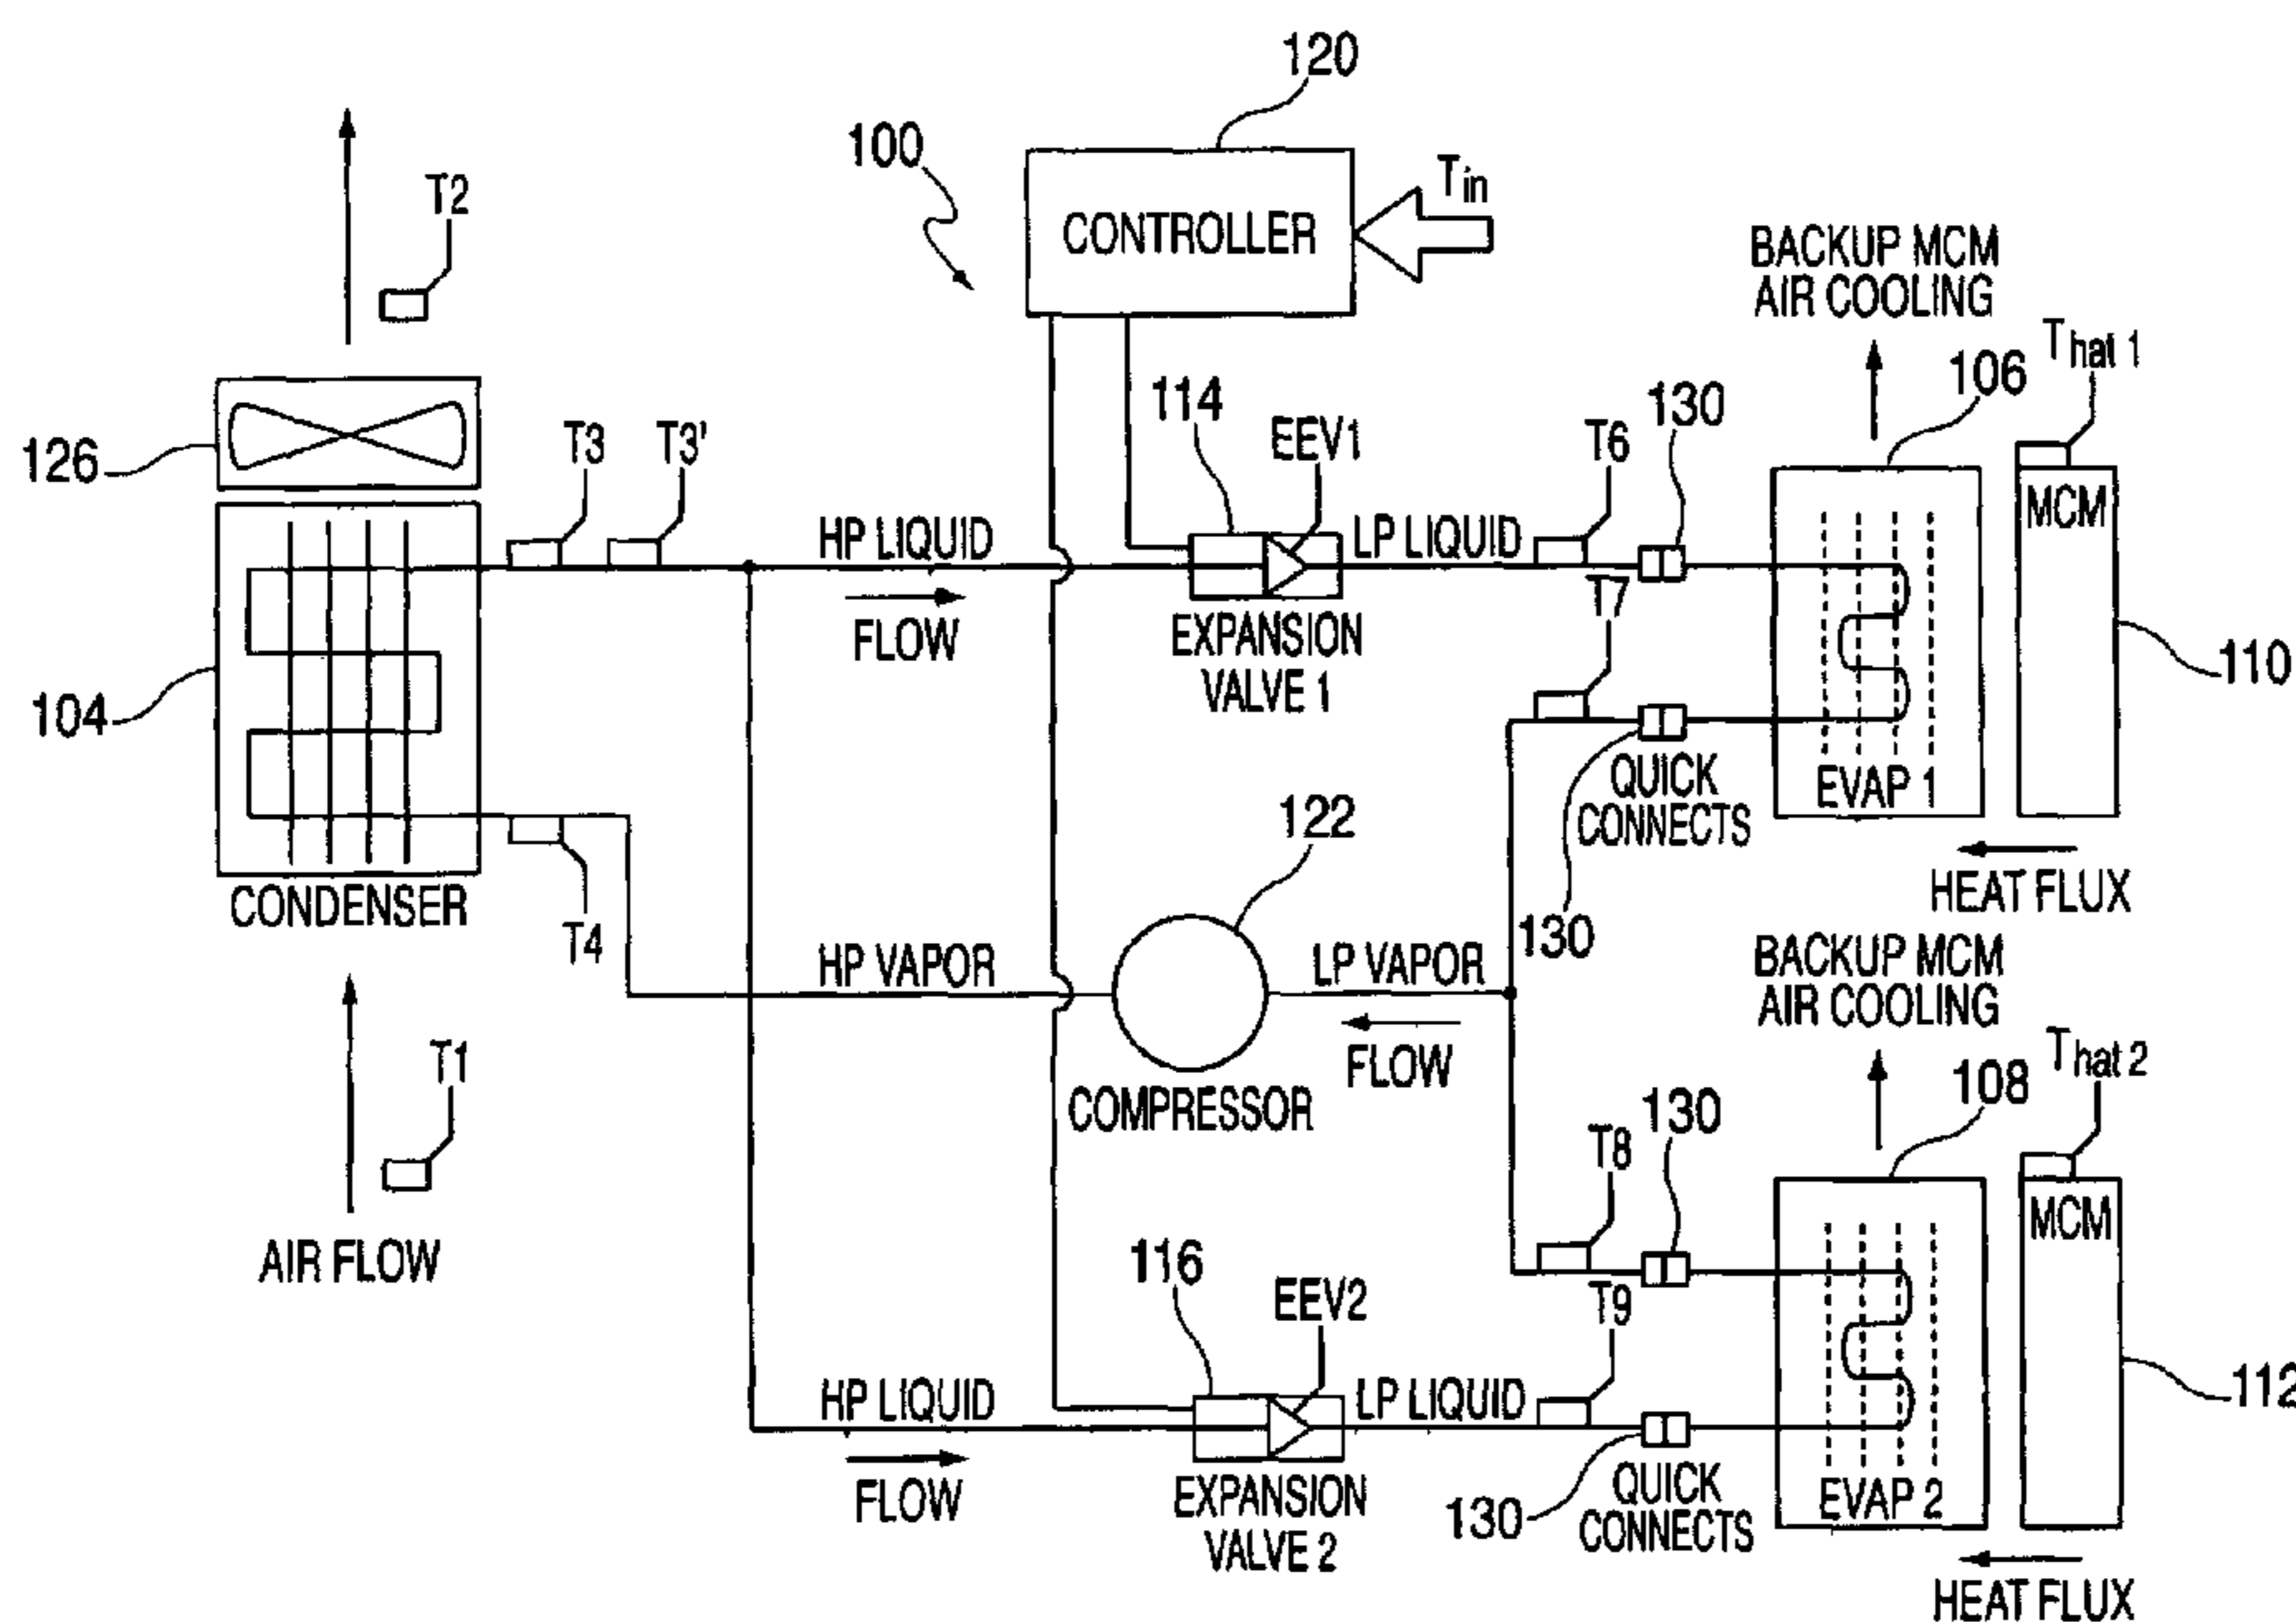 120
100
CONTROLLER
Tin
T2
BACKUP MCM
AIR COOLING
That 1
106
130
114
EEV1
T6
126
T3
T3'
MCM
HP LIQUID
LP LIQUID
T7
FLOW
EXPANSION
VALVE 1
110
104
QUICK
CONNECTS
EVAP 1
122
HEAT FLUX
CONDENSER
T4
130
HP VAPOR
LP VAPOR
BACKUP MCM
AIR COOLING
That 2
T1
FLOW
COMPRESSOR
108
130
T8
MCM
AIR FLOW
116
EEV2
T9
112
HP LIQUID
LP LIQUID
FLOW
EXPANSION
VALVE 2
130
QUICK
CONNECTS
EVAP 2
HEAT FLUX